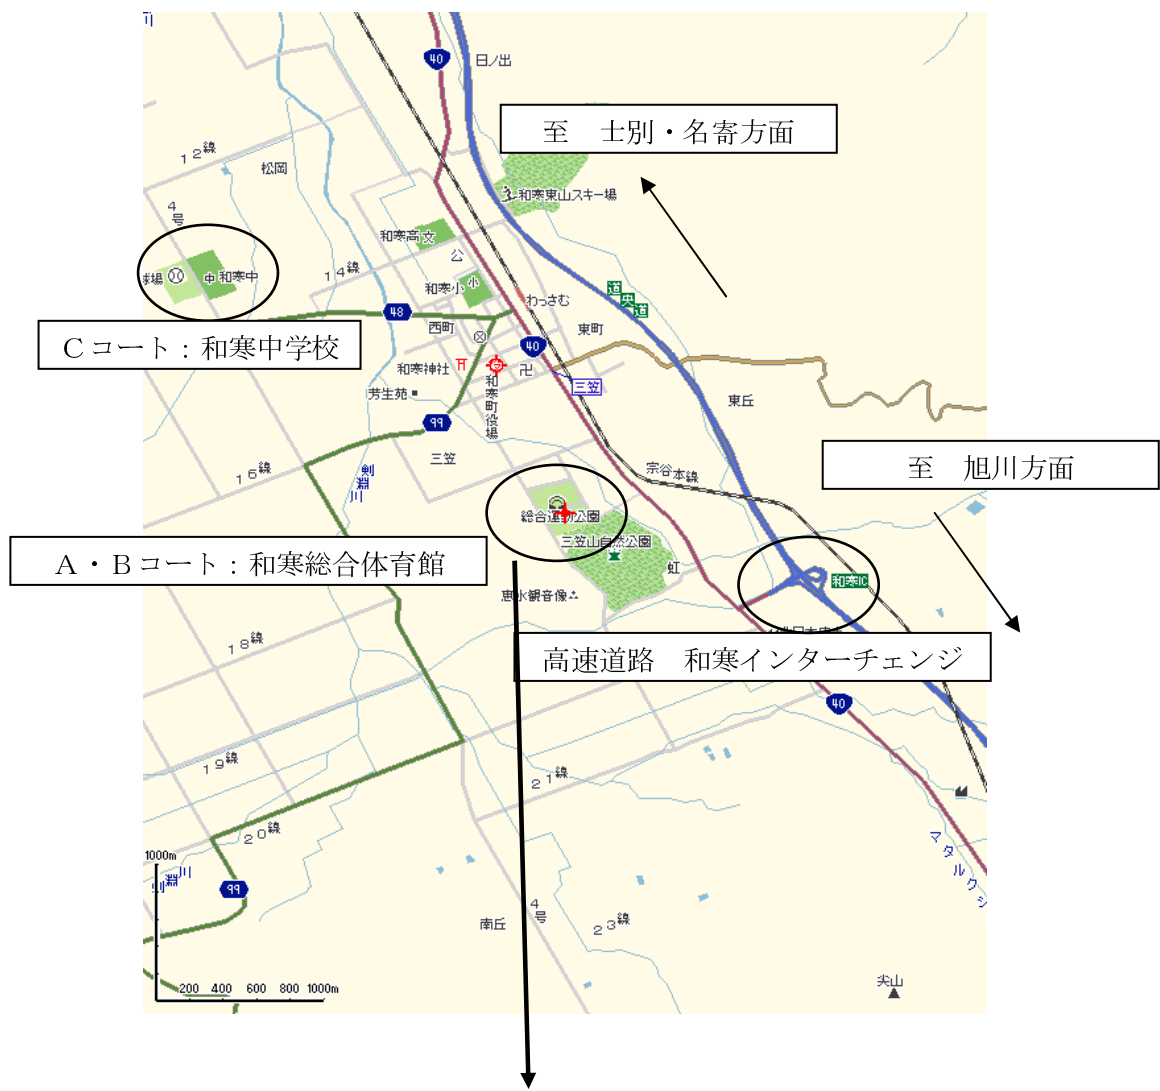 40
日ノ出
至　士別・名寄方面
12線
松岡
和寒東山スキー場
4号
和寒高
文
公
球場
中
和寒中
14線
和寒小
小
わっさむ
道央道
48
西町
東町
Cコート：和寒中学校
40
和寒神社
卍
三笠
芳生苑
和寒町役場
東丘
99
三笠
16線
剣淵川
宗谷本線
至　旭川方面
総合運動公園
三笠山自然公園
A・Bコート：和寒総合体育館
虹
和寒IC
恵水観音像
18線
高速道路　和寒インターチェンジ
40
19線
21線
20線
マタルクシ
1000m
川
淵
99
4号
南丘
23線
尖山
200 400 600 800 1000m